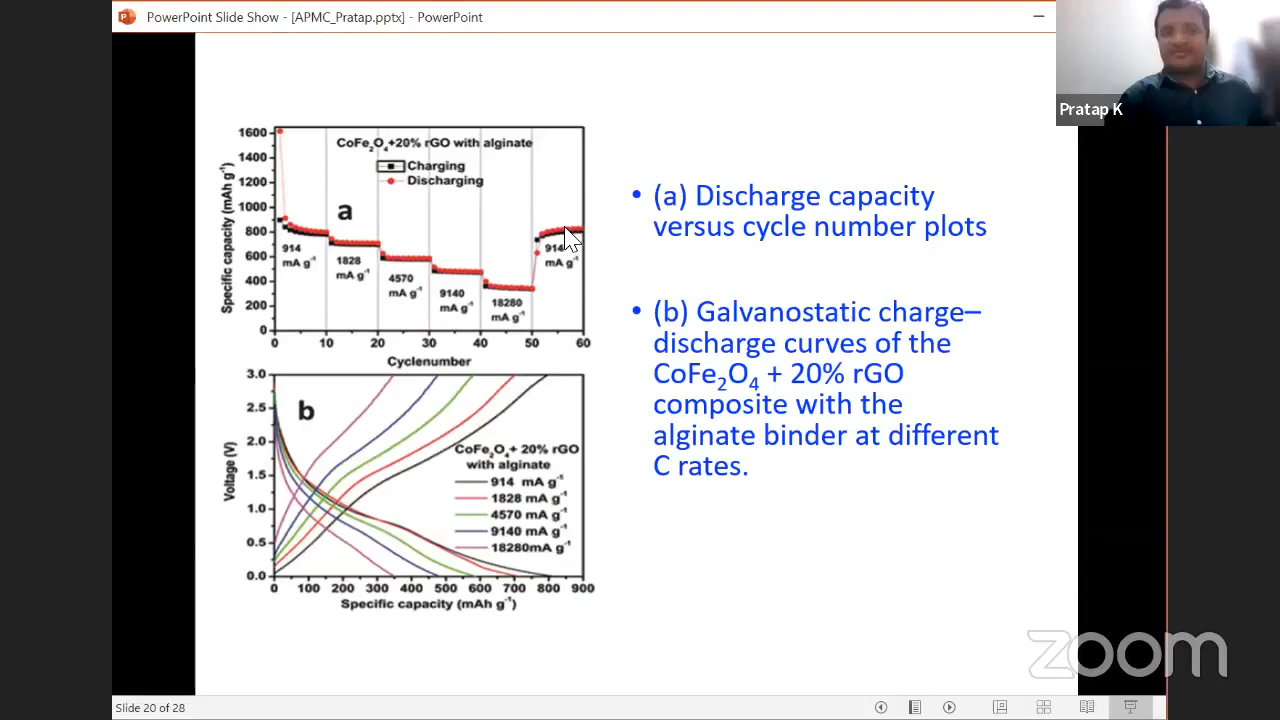 PowerPoint Slide Show - [APMC_Pratap.pptx] - PowerPoint
Pratap K
CoFe₂O₄+20% rGO with alginate
Charging
Discharging
a
Specific capacity (mAh g⁻¹)
1600
1400
1200
1000
800
600
400
200
0
914
mA g⁻¹
1828
mA g⁻¹
4570
mA g⁻¹
9140
mA g⁻¹
18280
mA g⁻¹
914
mA g⁻¹
0 10 20 30 40 50 60
Cyclenumber
b
Voltage (V)
3.0
2.5
2.0
1.5
1.0
0.5
0.0
CoFe₂O₄+ 20% rGO
with alginate
914 mA g⁻¹
1828 mA g⁻¹
4570 mA g⁻¹
9140 mA g⁻¹
18280mA g⁻¹
0 100 200 300 400 500 600 700 800 900
Specific capacity (mAh g⁻¹)
• (a) Discharge capacity
versus cycle number plots
• (b) Galvanostatic charge–
discharge curves of the
CoFe₂O₄ + 20% rGO
composite with the
alginate binder at different
C rates.
zoom
Slide 20 of 28